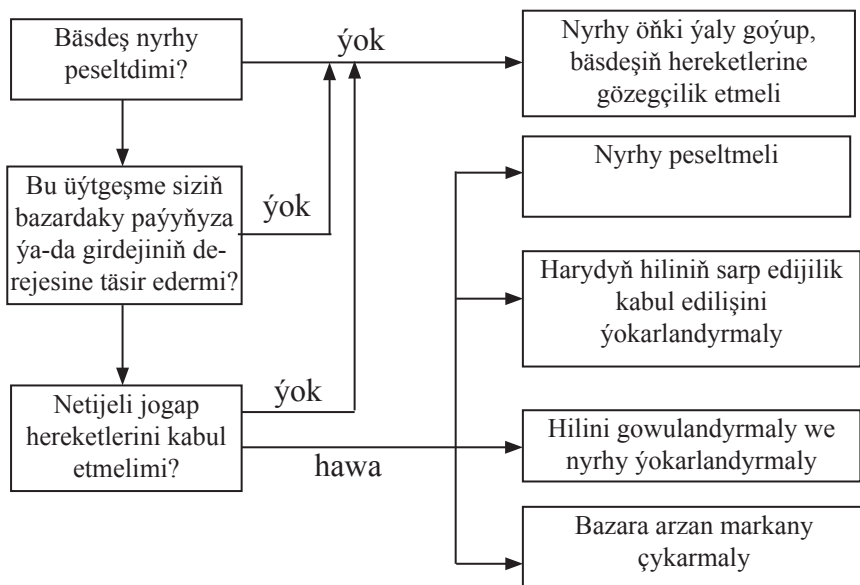 Bäsdeş nyrhy
peseltdimi?
ýok
Nyrhy öňki ýaly goýup,
bäsdeşiň hereketlerine
gözegçilik etmeli
Bu üýtgeşme siziň
bazardaky paýyňyza
ýa-da girdejiniň de-
rejesine täsir edermi?
ýok
Nyrhy peseltmeli
Harydyň hiliniň sarp edijilik
kabul edilişini
ýokarlandyrmaly
Netijeli jogap
hereketlerini kabul
etmelimi?
ýok
hawa
Hilini gowulandyrmaly we
nyrhy ýokarlandyrmaly
Bazara arzan markany
çykarmaly